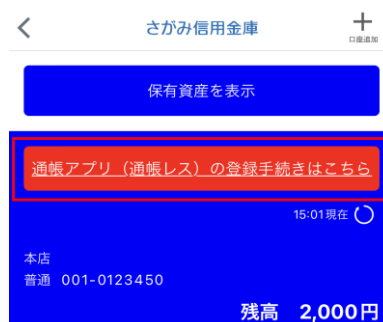 さがみ信用金庫
口座追加
保有資産を表示
通帳アプリ（通帳レス）の登録手続きはこちら
15:01現在
本店
普通 001-0123450
残高 2,000円